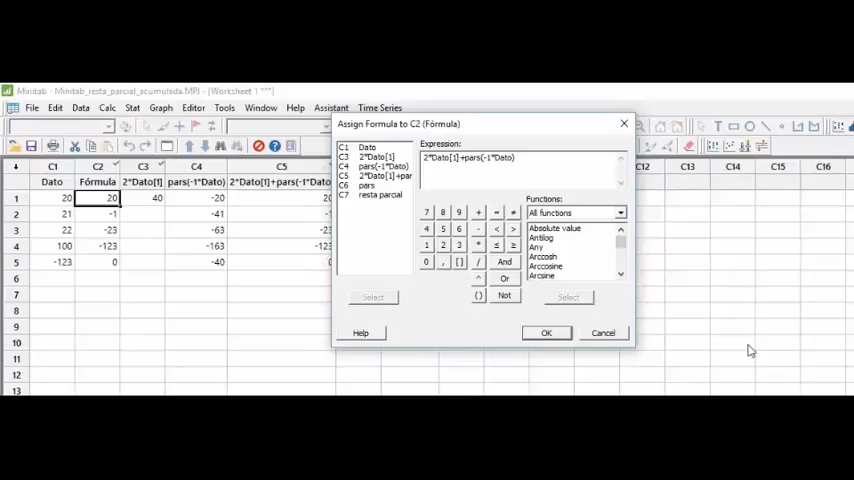 Minitab - Minitab_resta_parcial_acumulada.MPJ - [Worksheet 1 ***]
File Edit Data Calc Stat Graph Editor Tools Window Help Assistant Time Series
Assign Formula to C2 (Fórmula)
C1 Dato
C3 2*Dato[1]
C4 pars(-1*Dato)
C5 2*Dato[1]+par
C6 pars
C7 resta parcial
Expression:
2*Dato[1]+pars(-1*Dato)
Functions:
All functions
Absolute value
Antilog
Any
Arccosh
Arccosine
Arcsine
7 8 9 + = ≠
4 5 6 - < >
1 2 3 * ≤ ≥
0 , [] / And
^ Or
() Not
Select
Select
Help
OK
Cancel
C1 C2 C3 C4 C5 C12 C13 C14 C15 C16
Dato Fórmula 2*Dato[1] pars(-1*Dato) 2*Dato[1]+pars(-1*Dato
1 20 20 40 -20 20
2 21 -1 -41 -1
3 22 -23 -63 -23
4 100 -123 -163 -123
5 -123 0 -40 0
6
7
8
9
10
11
12
13